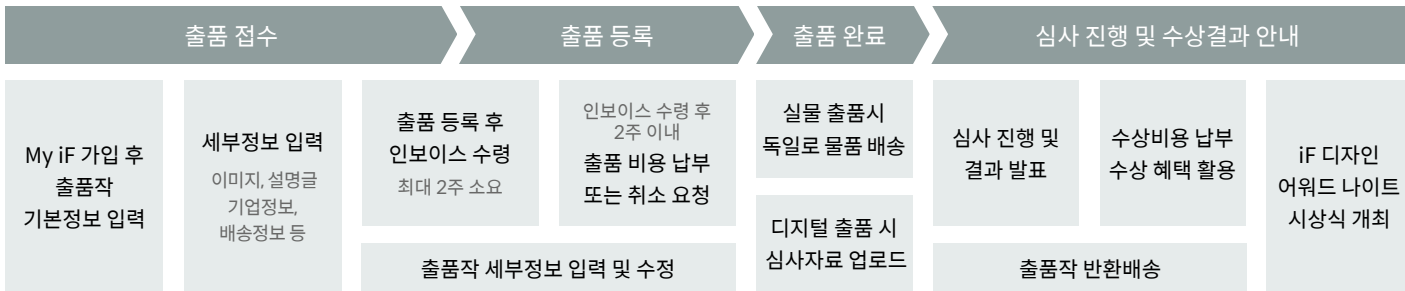 출품 접수
출품 등록
출품 완료
심사 진행 및 수상결과 안내
My iF 가입 후
출품작
기본정보 입력
세부정보 입력
이미지, 설명글
기업정보,
배송정보 등
출품 등록 후
인보이스 수령
최대 2주 소요
인보이스 수령 후
2주 이내
출품 비용 납부
또는 취소 요청
출품작 세부정보 입력 및 수정
실물 출품시
독일로 물품 배송
디지털 출품 시
심사자료 업로드
심사 진행 및
결과 발표
수상비용 납부
수상 혜택 활용
출품작 반환배송
iF 디자인
어워드 나이트
시상식 개최